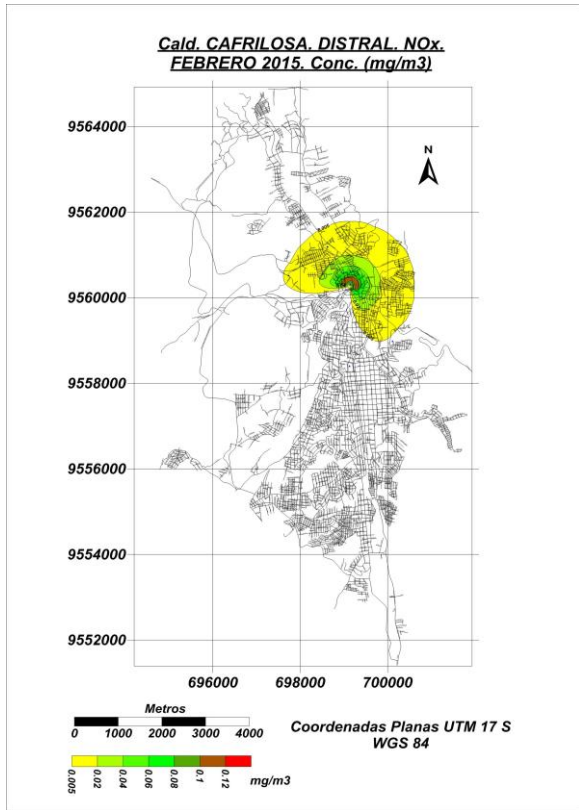 Cald. CAFRILOSA. DISTRAL. NOx.
FEBRERO 2015. Conc. (mg/m3)
9564000
N
9562000
9560000
9558000
9556000
9554000
9552000
696000 698000 700000
Metros
0 1000 2000 3000 4000
Coordenadas Planas UTM 17 S
WGS 84
0.005 0.02 0.04 0.06 0.08 0.1 0.12
mg/m3